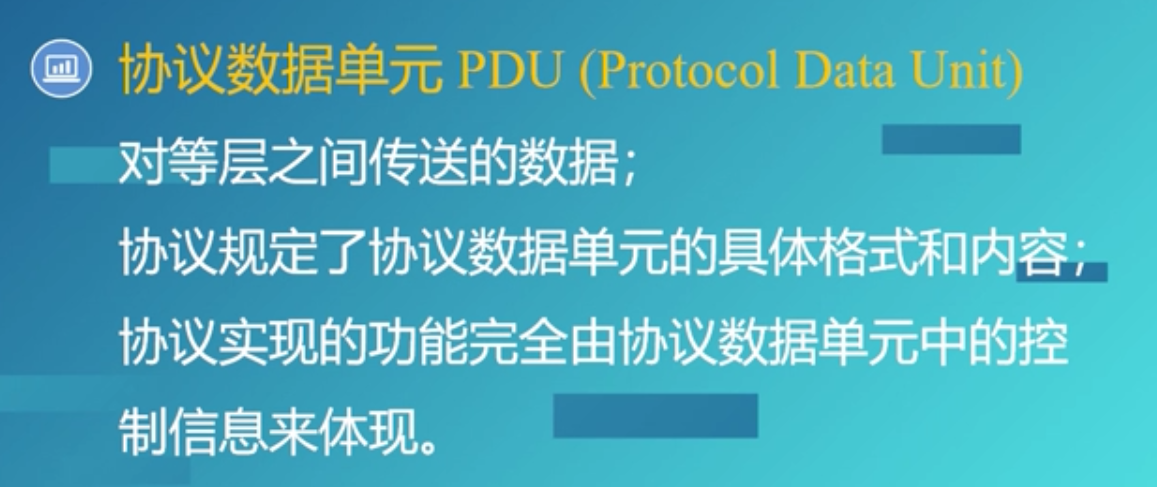 协议数据单元 PDU (Protocol Data Unit)
对等层之间传送的数据；
协议规定了协议数据单元的具体格式和内容；
协议实现的功能完全由协议数据单元中的控
制信息来体现。